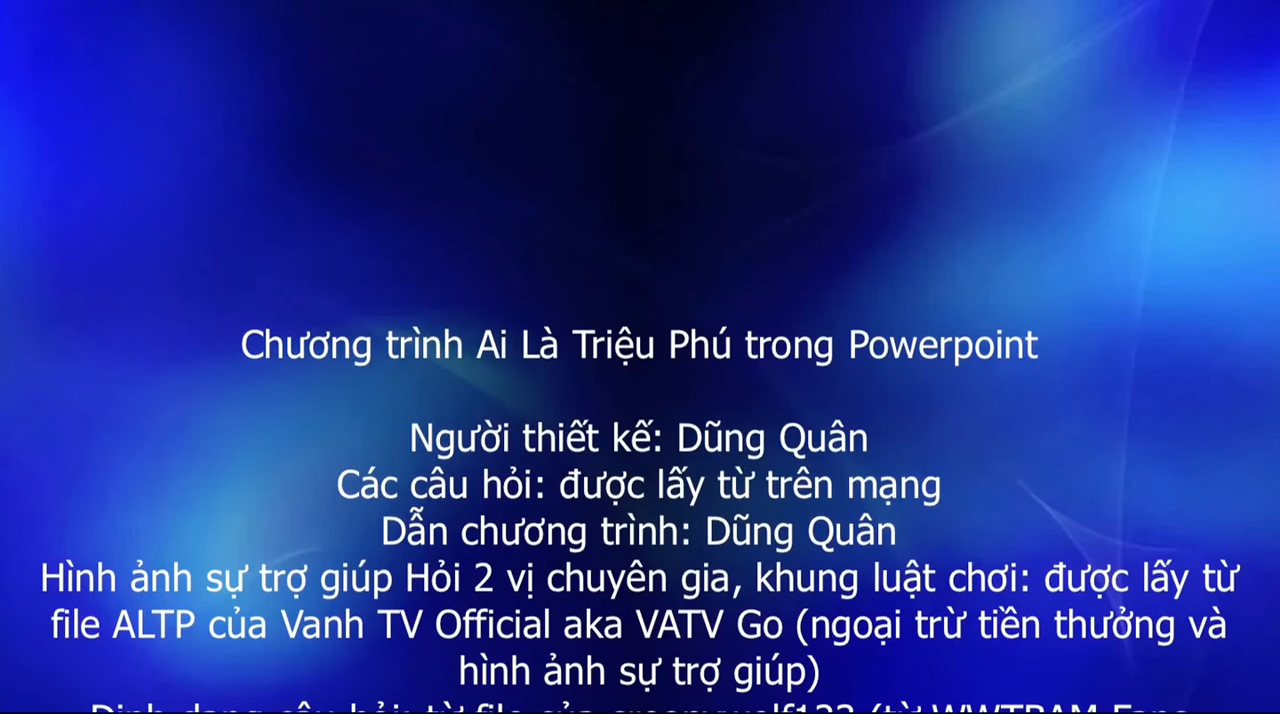 Chương trình Ai Là Triệu Phú trong Powerpoint
Người thiết kế: Dũng Quân
Các câu hỏi: được lấy từ trên mạng
Dẫn chương trình: Dũng Quân
Hình ảnh sự trợ giúp Hỏi 2 vị chuyên gia, khung luật chơi: được lấy từ
file ALTP của Vanh TV Official aka VATV Go (ngoại trừ tiền thưởng và
hình ảnh sự trợ giúp)